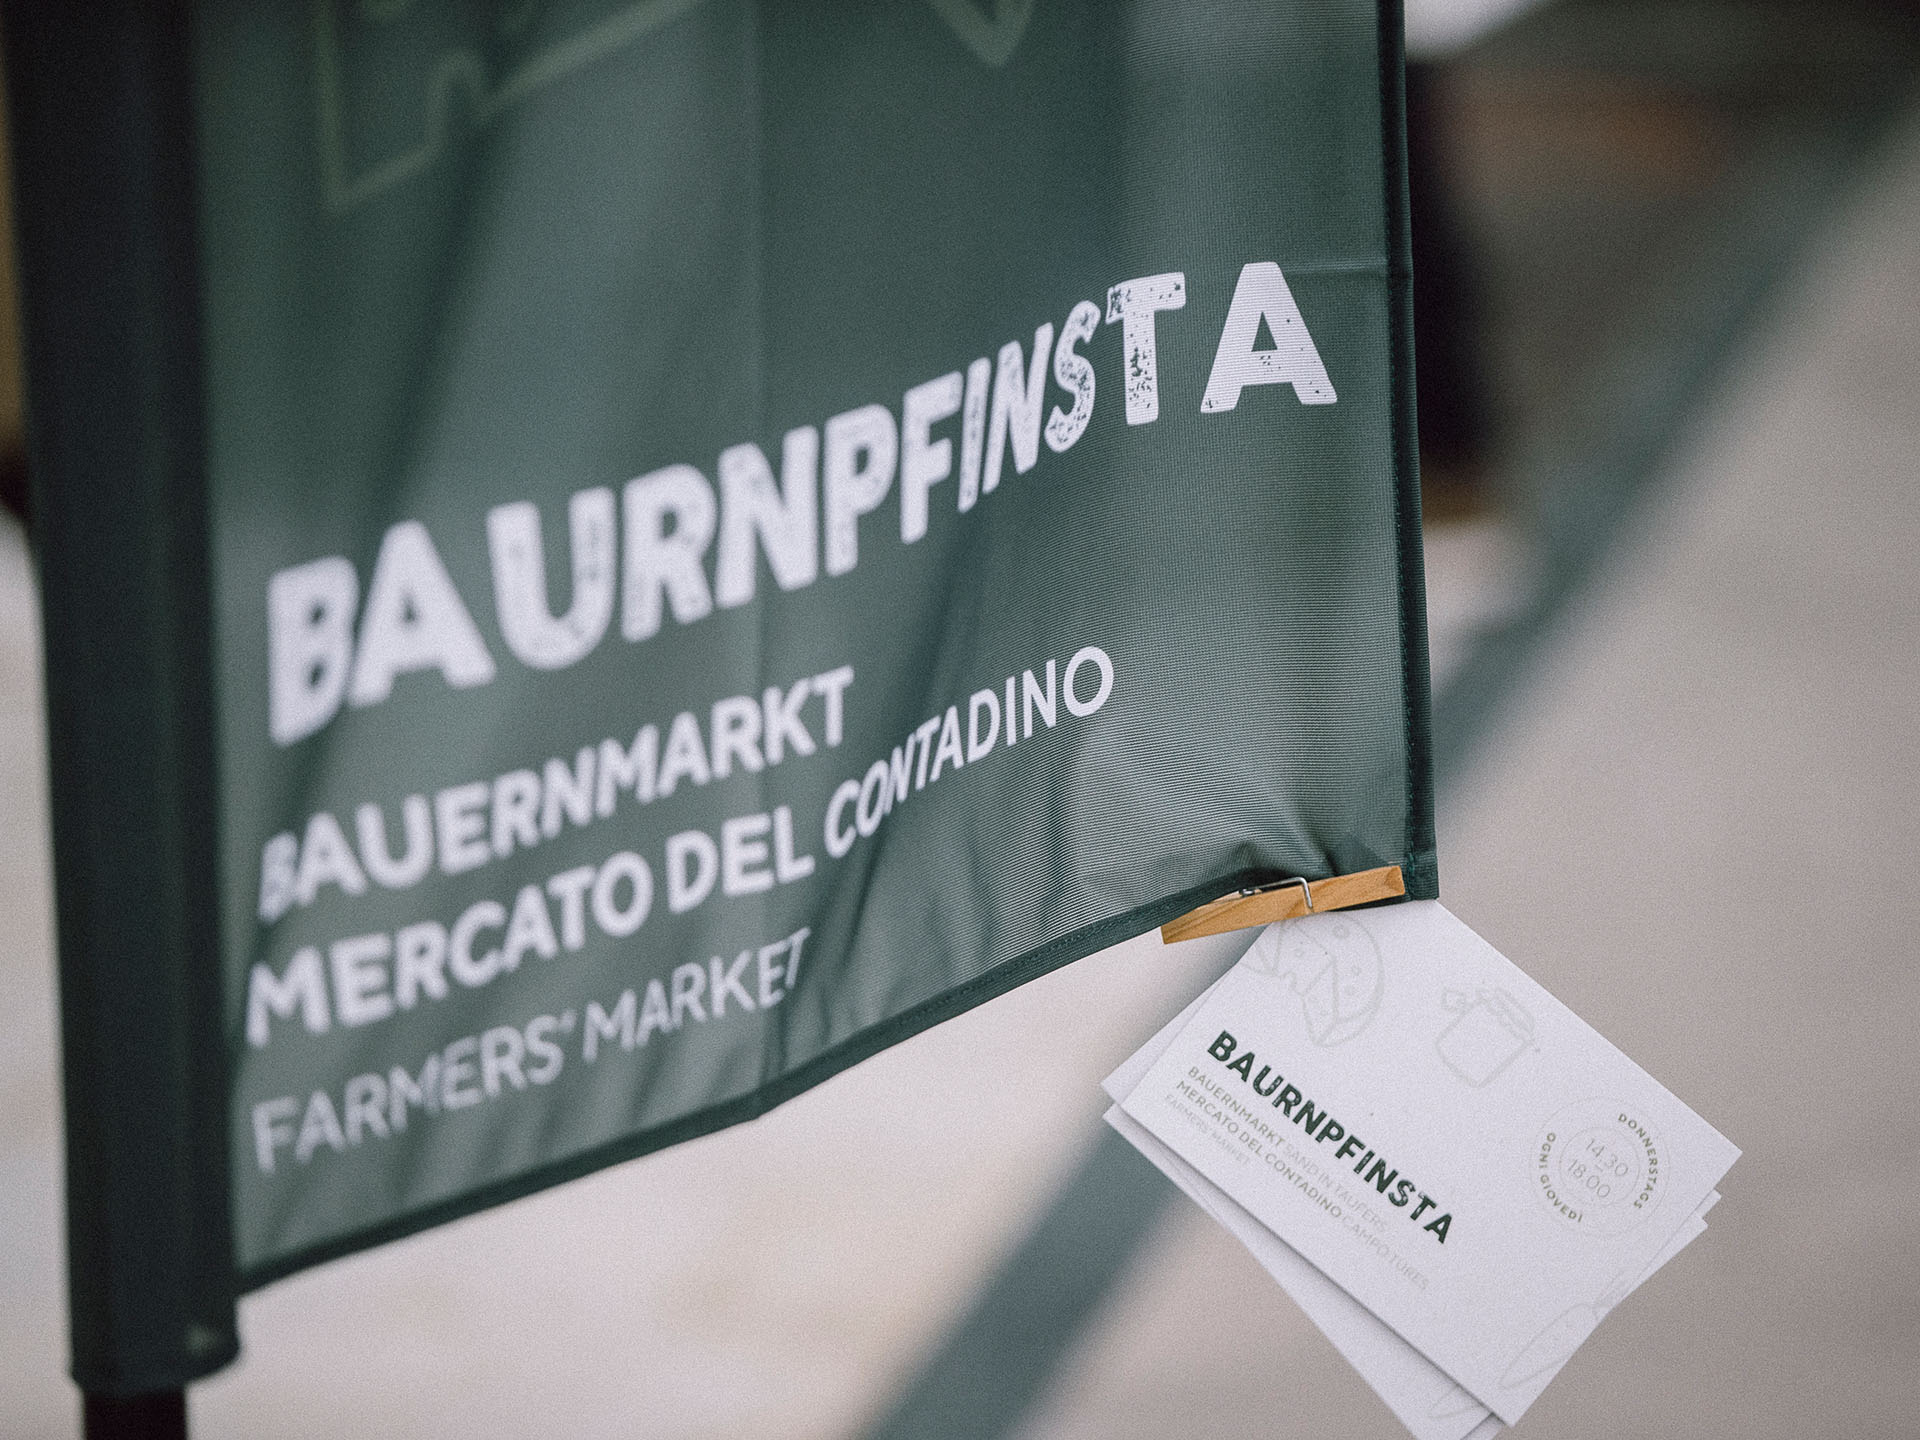 BAURNPFINSTA
BAUERNMARKT
MERCATO DEL CONTADINO
FARMERS' MARKET
BAURNPFINSTA
BAUERNMARKT SAND IN TAUFERS
MERCATO DEL CONTADINO CAMPO TURES
FARMERS' MARKET
DONNERSTAGS
14.30
18.00
OGNI GIOVEDÌ